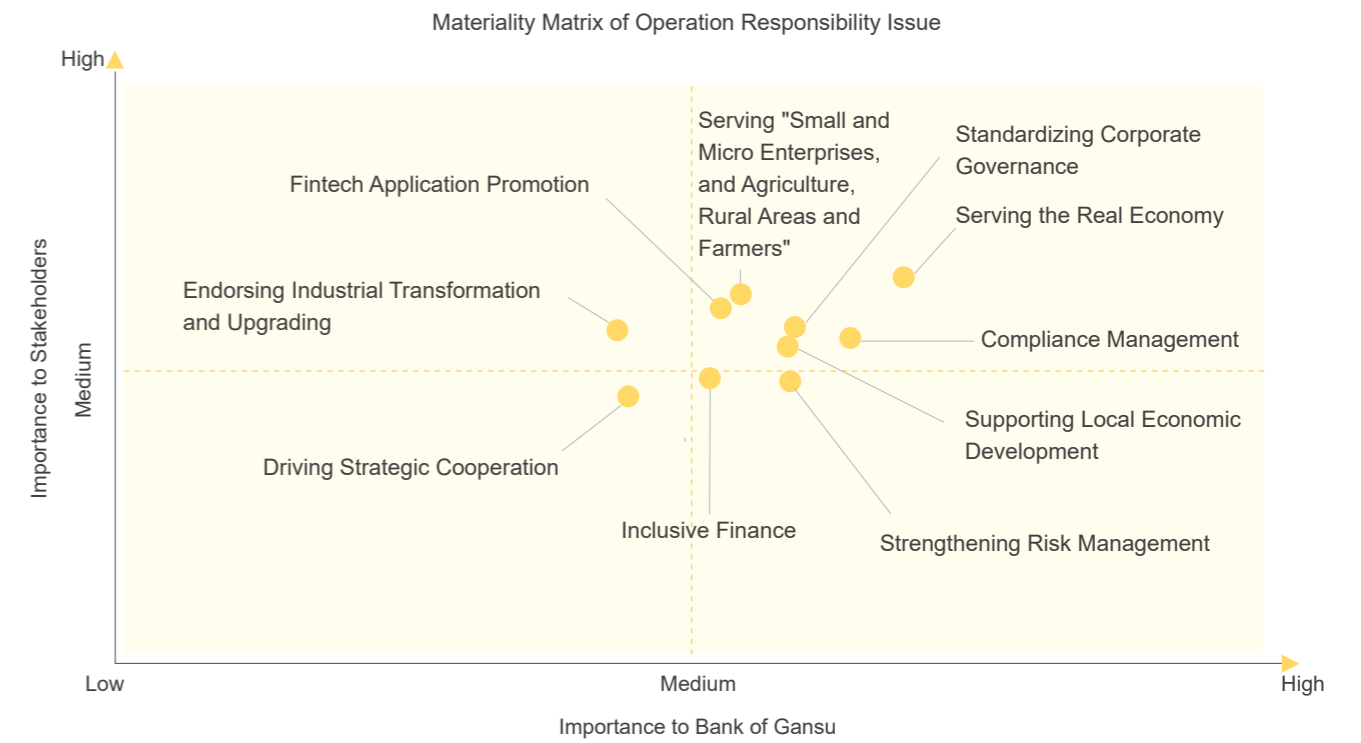 Materiality Matrix of Operation Responsibility Issue
High
Serving "Small and
Micro Enterprises,
and Agriculture,
Rural Areas and
Farmers"
Standardizing Corporate
Governance
Fintech Application Promotion
Serving the Real Economy
Endorsing Industrial Transformation
and Upgrading
Compliance Management
Importance to Stakeholders
Medium
Supporting Local Economic
Development
Driving Strategic Cooperation
Inclusive Finance
Strengthening Risk Management
Low
Medium
High
Importance to Bank of Gansu